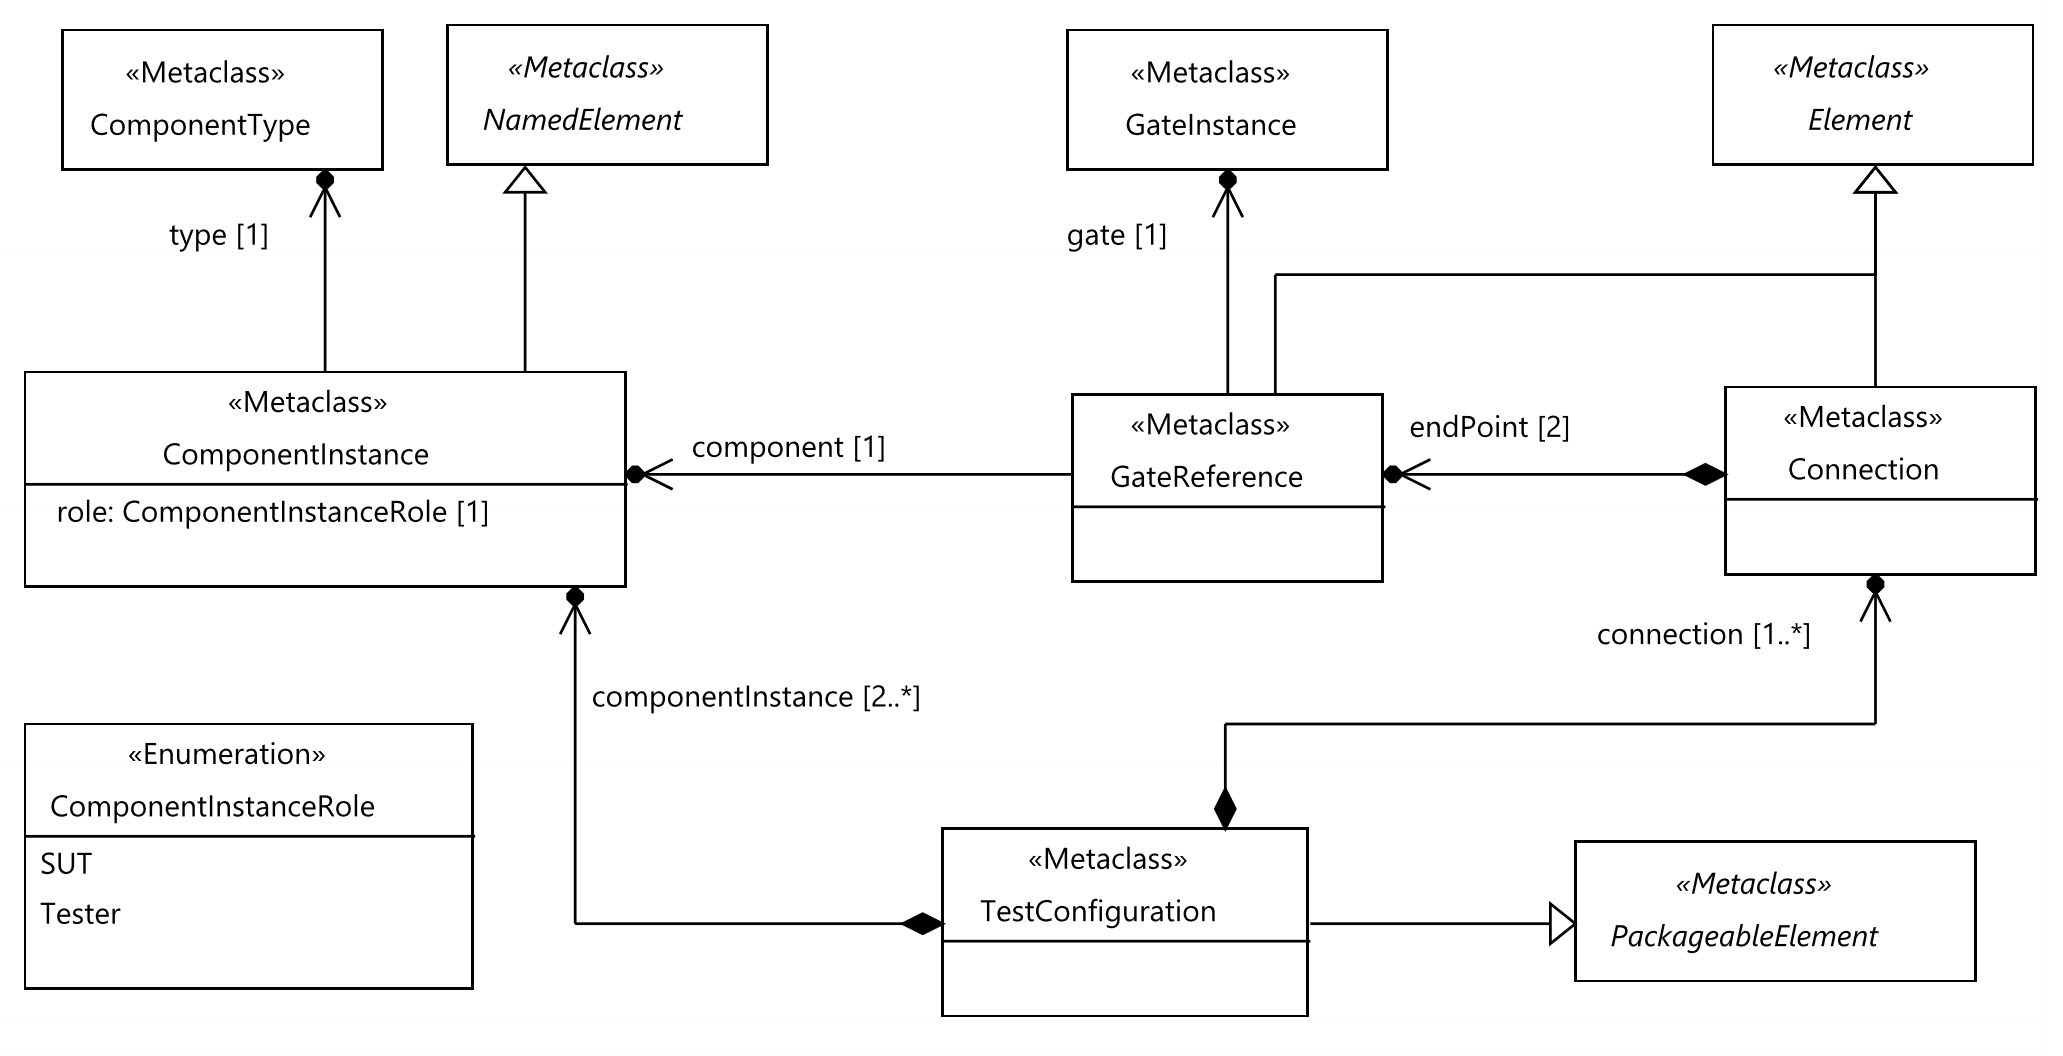 «Metaclass»
ComponentType
«Metaclass»
NamedElement
«Metaclass»
GateInstance
«Metaclass»
Element
type [1]
gate [1]
«Metaclass»
ComponentInstance
role: ComponentInstanceRole [1]
component [1]
«Metaclass»
GateReference
endPoint [2]
«Metaclass»
Connection
componentInstance [2..*]
connection [1..*]
«Enumeration»
ComponentInstanceRole
SUT
Tester
«Metaclass»
TestConfiguration
«Metaclass»
PackageableElement